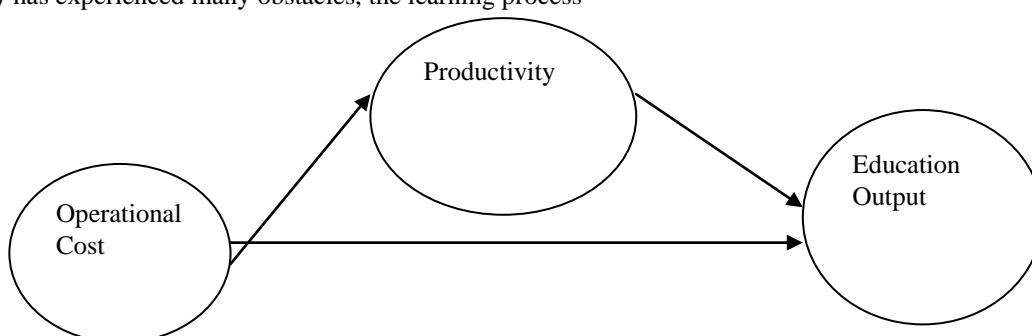 has experienced many obstacles, the learning process
Productivity
Education
Output
Operational
Cost